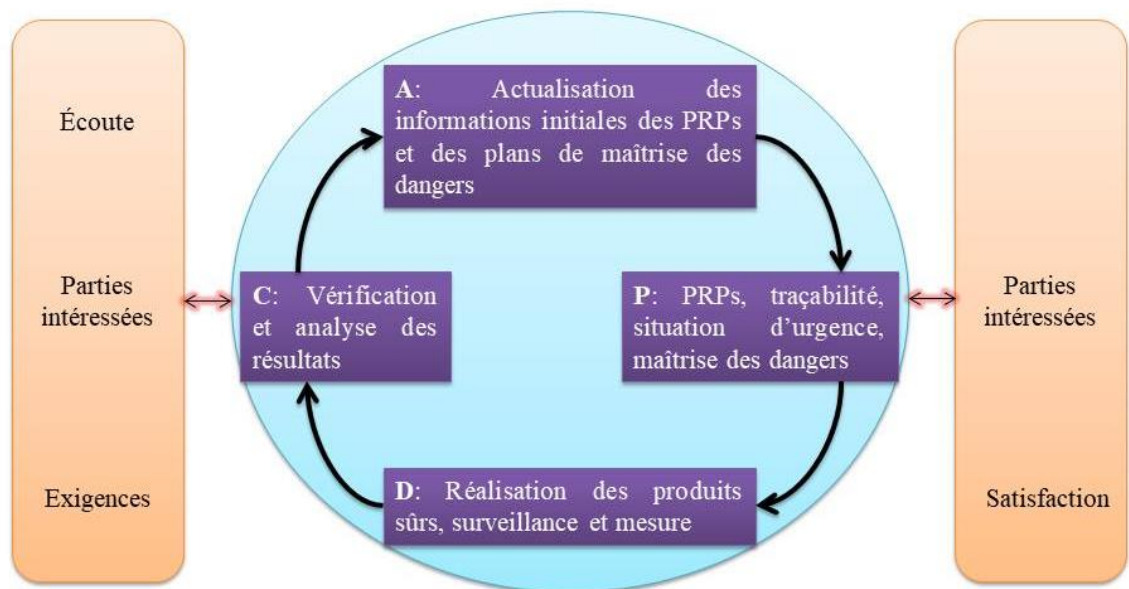 Écoute
Parties
intéressées
Exigences
A: Actualisation des
informations initiales des PRPs
et des plans de maîtrise des
dangers
C: Vérification
et analyse des
résultats
P: PRPs, traçabilité,
situation d’urgence,
maîtrise des dangers
D: Réalisation des produits
sûrs, surveillance et mesure
Parties
intéressées
Satisfaction